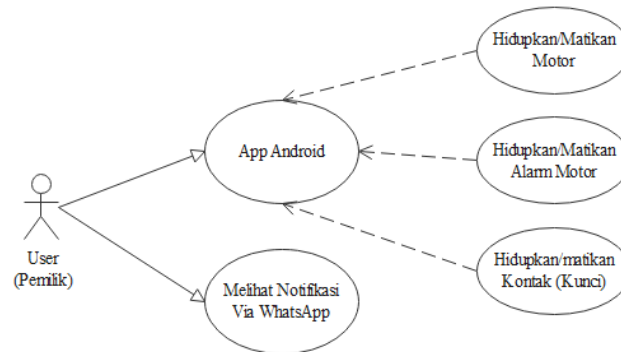 Hidupkan/Matikan
Motor
App Android
Hidupkan/Matikan
Alarm Motor
User
(Pemilik)
Melihat Notifikasi
Via WhatsApp
Hidupkan/matikan
Kontak (Kunci)